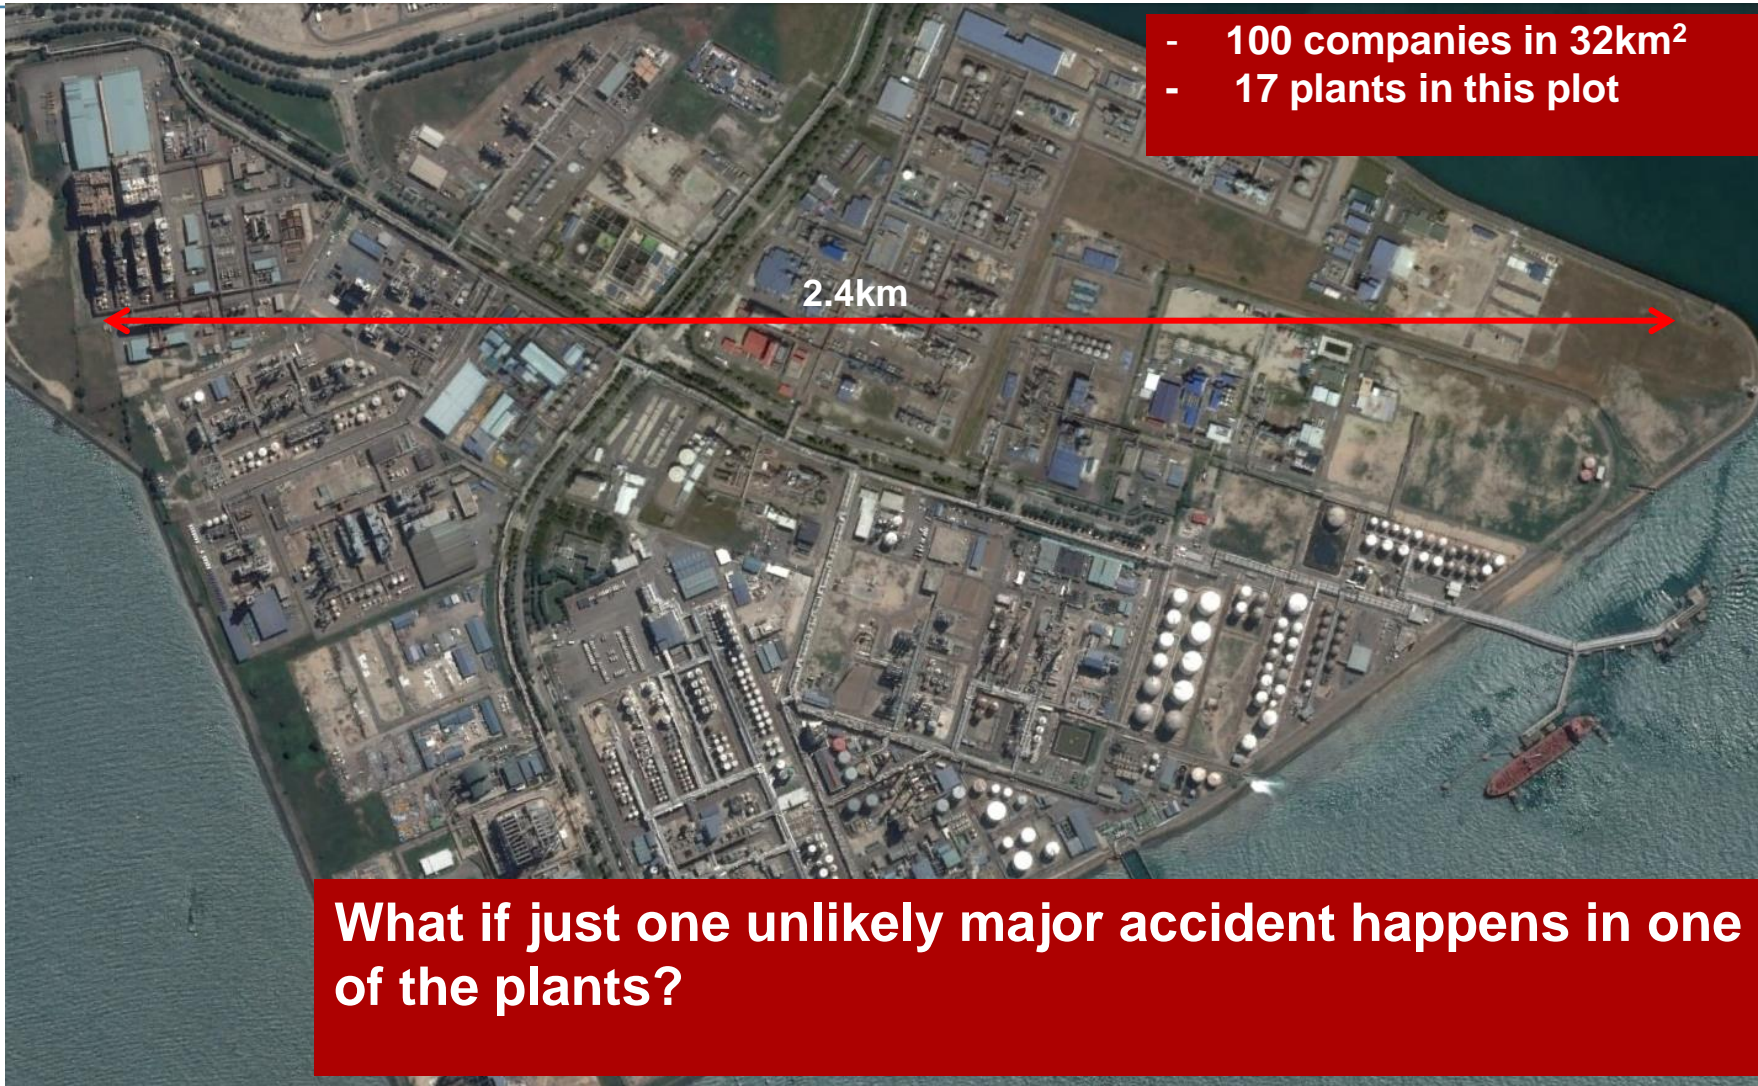 - 100 companies in 32km²
- 17 plants in this plot
2.4km
What if just one unlikely major accident happens in one
of the plants?